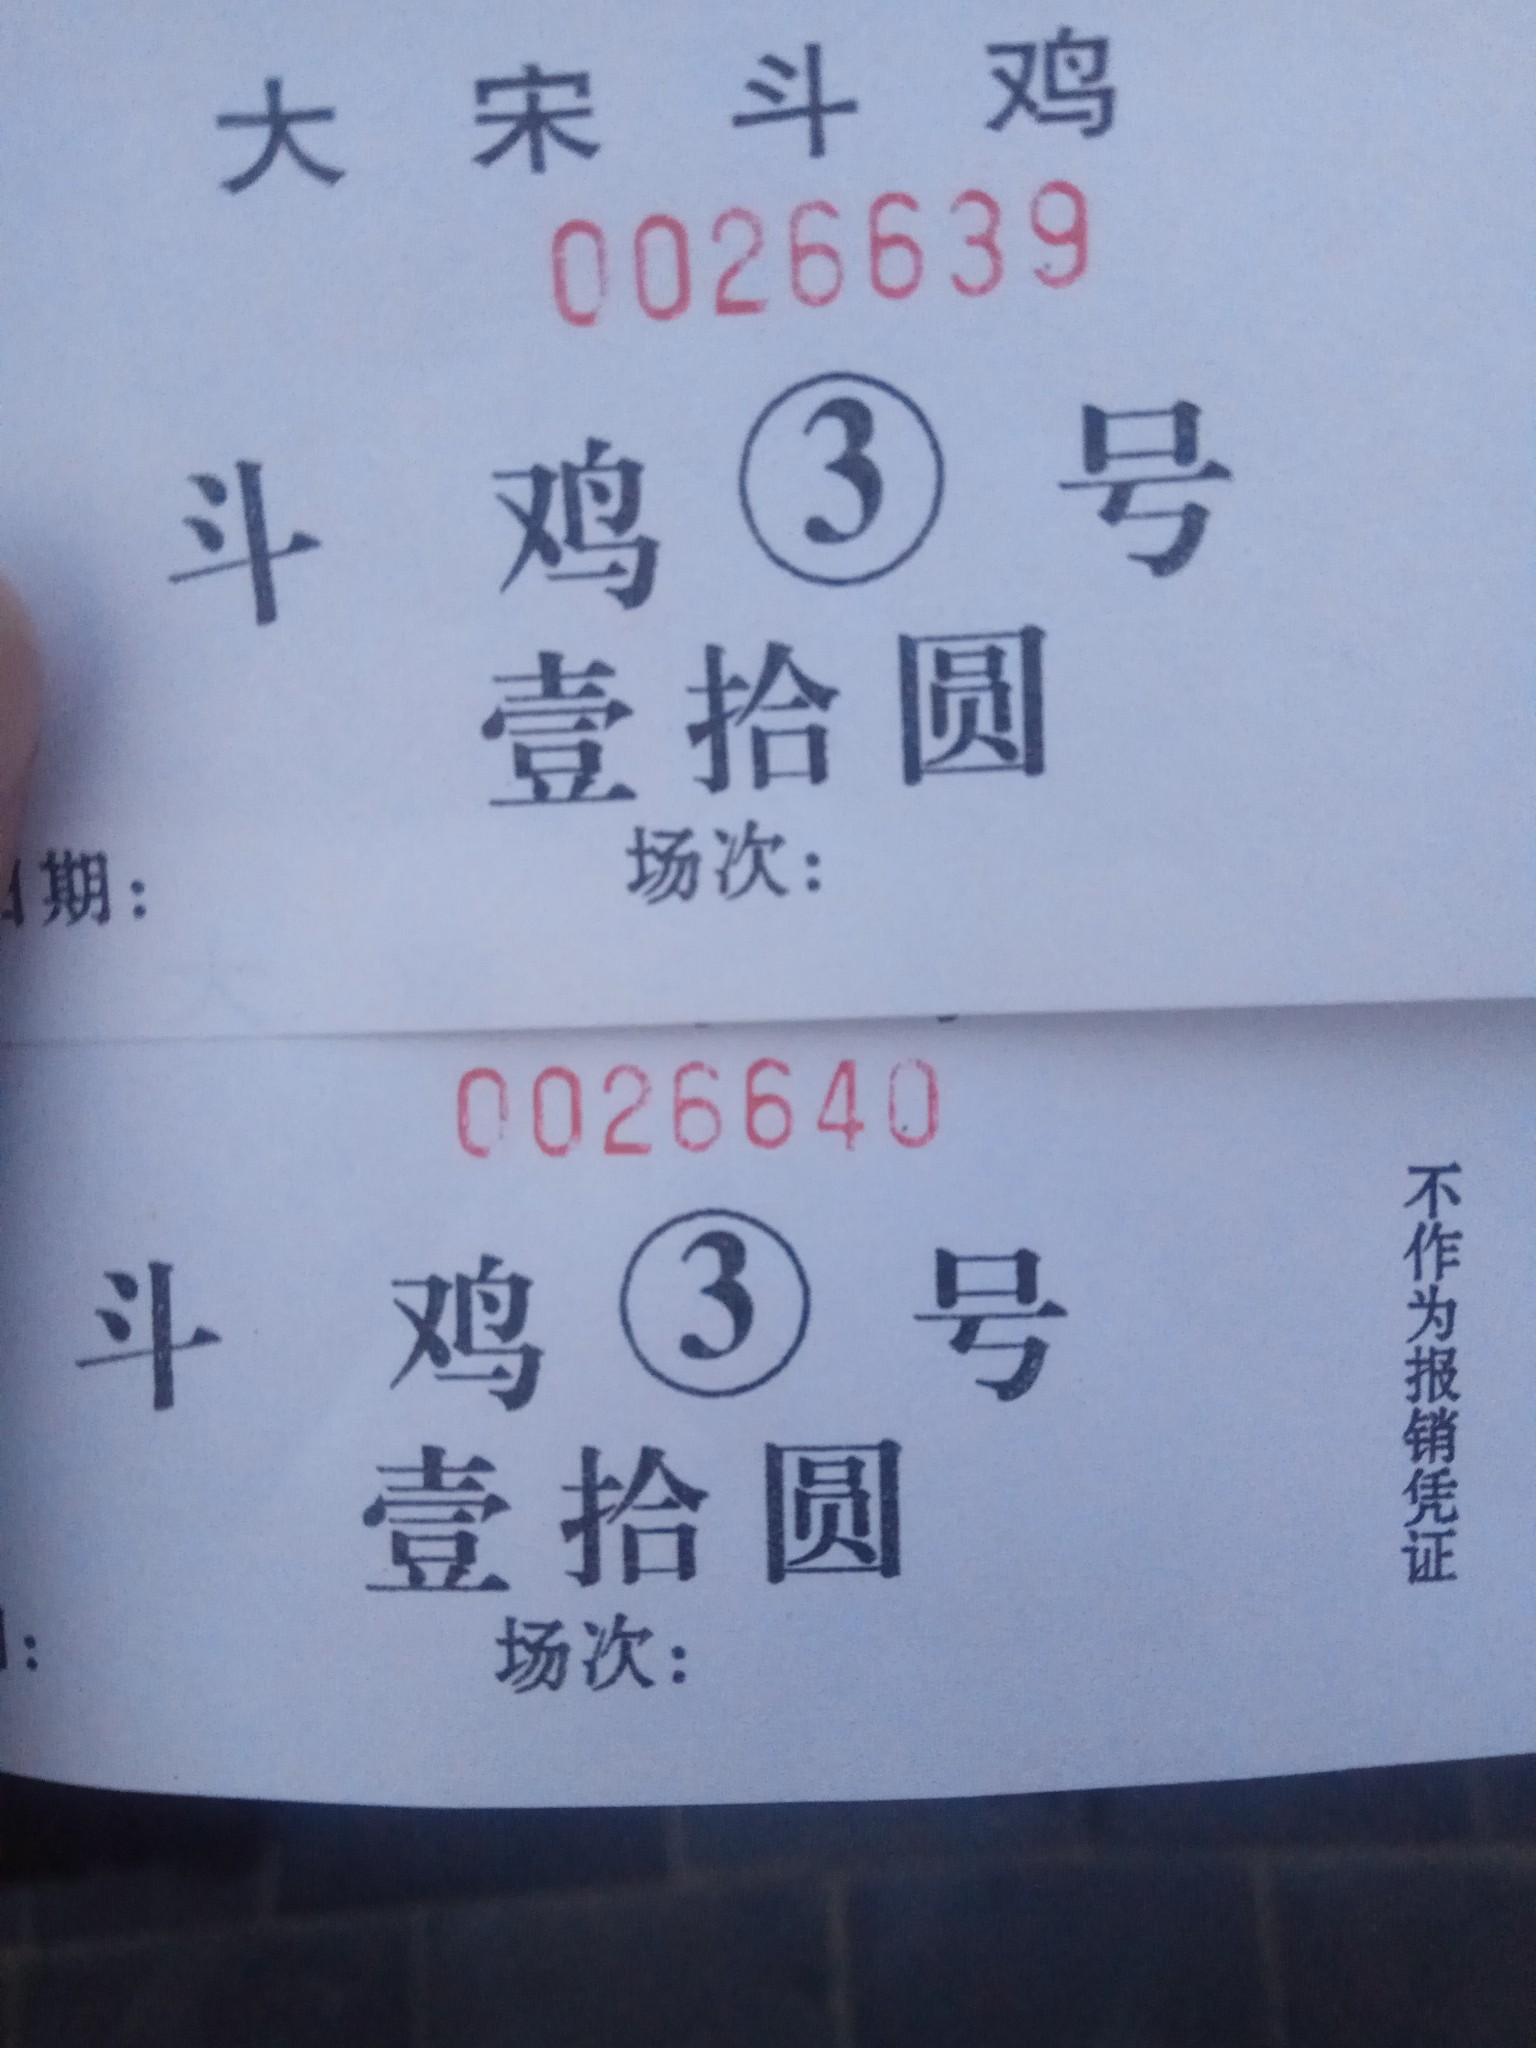 大宋斗鸡
0026639
斗鸡③号
壹拾圆
期：
场次：
0026640
斗鸡③号
壹拾圆
场次：
不作为报销凭证